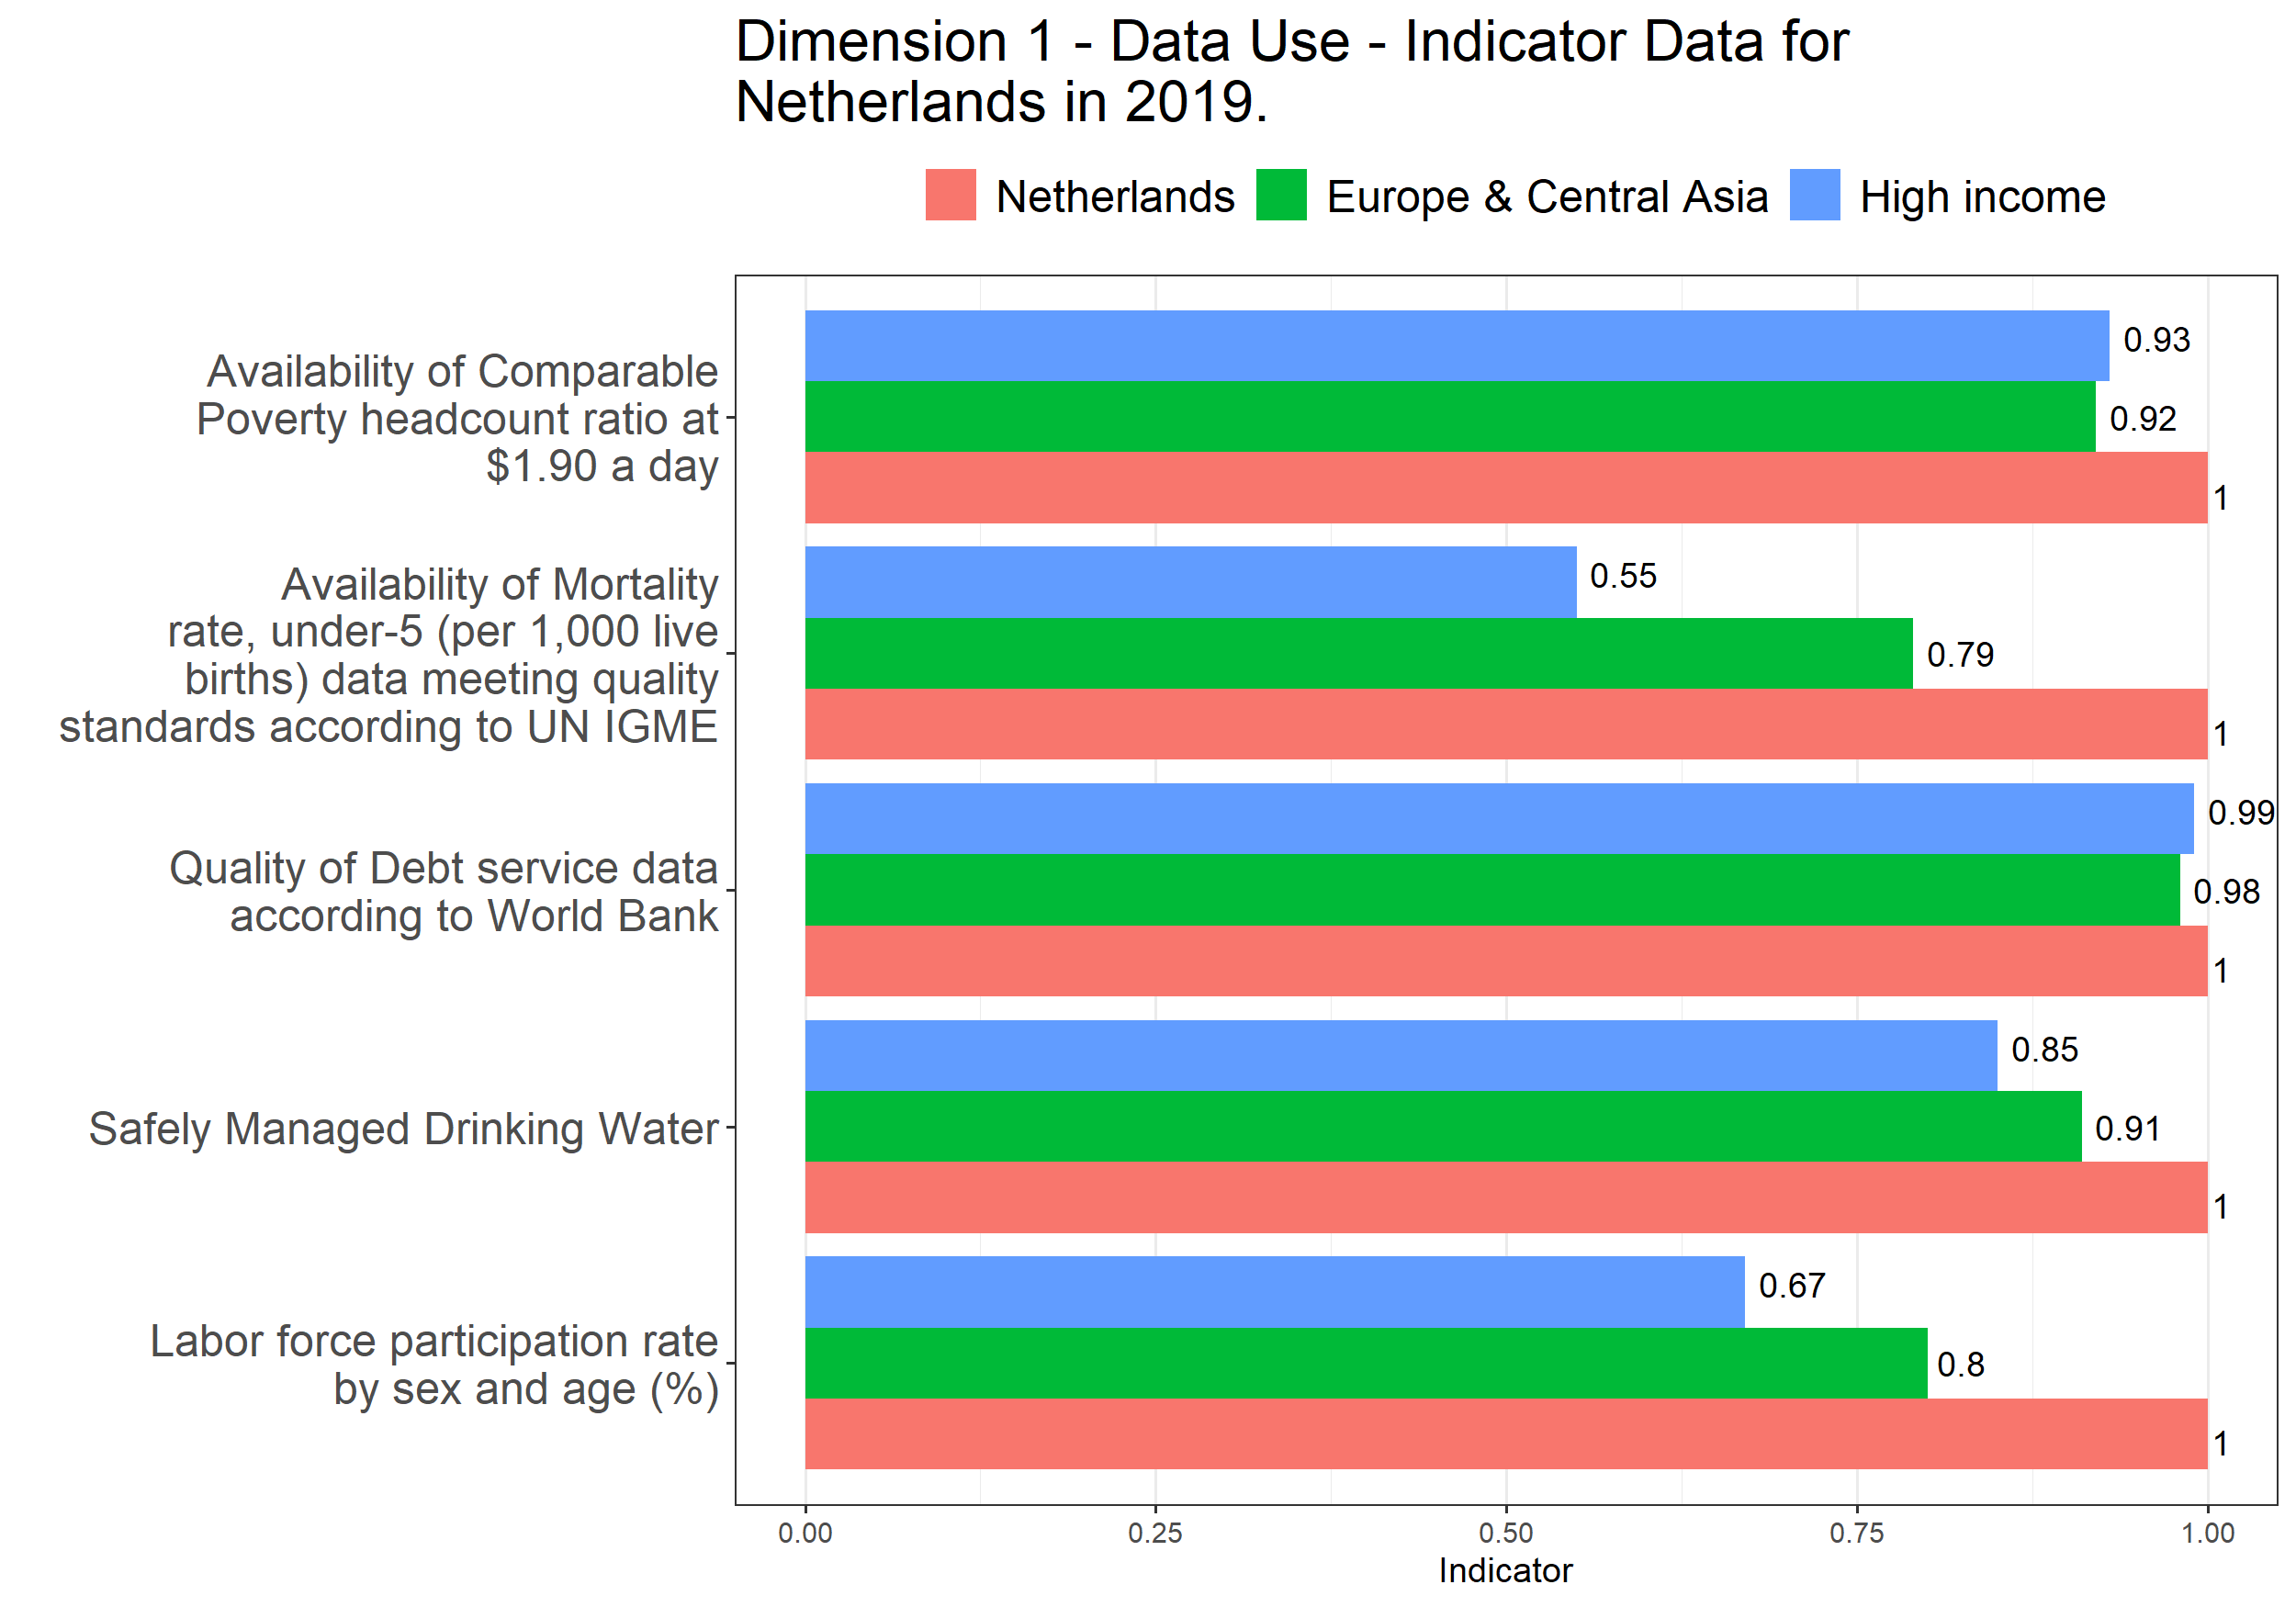 Dimension 1 - Data Use - Indicator Data for
Netherlands in 2019.
Netherlands
Europe & Central Asia
High income
Availability of Comparable
Poverty headcount ratio at
$1.90 a day
0.93
0.92
1
Availability of Mortality
rate, under-5 (per 1,000 live
births) data meeting quality
standards according to UN IGME
0.55
0.79
1
Quality of Debt service data
according to World Bank
0.99
0.98
1
Safely Managed Drinking Water
0.85
0.91
1
Labor force participation rate
by sex and age (%)
0.67
0.8
1
0.00
0.25
0.50
0.75
1.00
Indicator